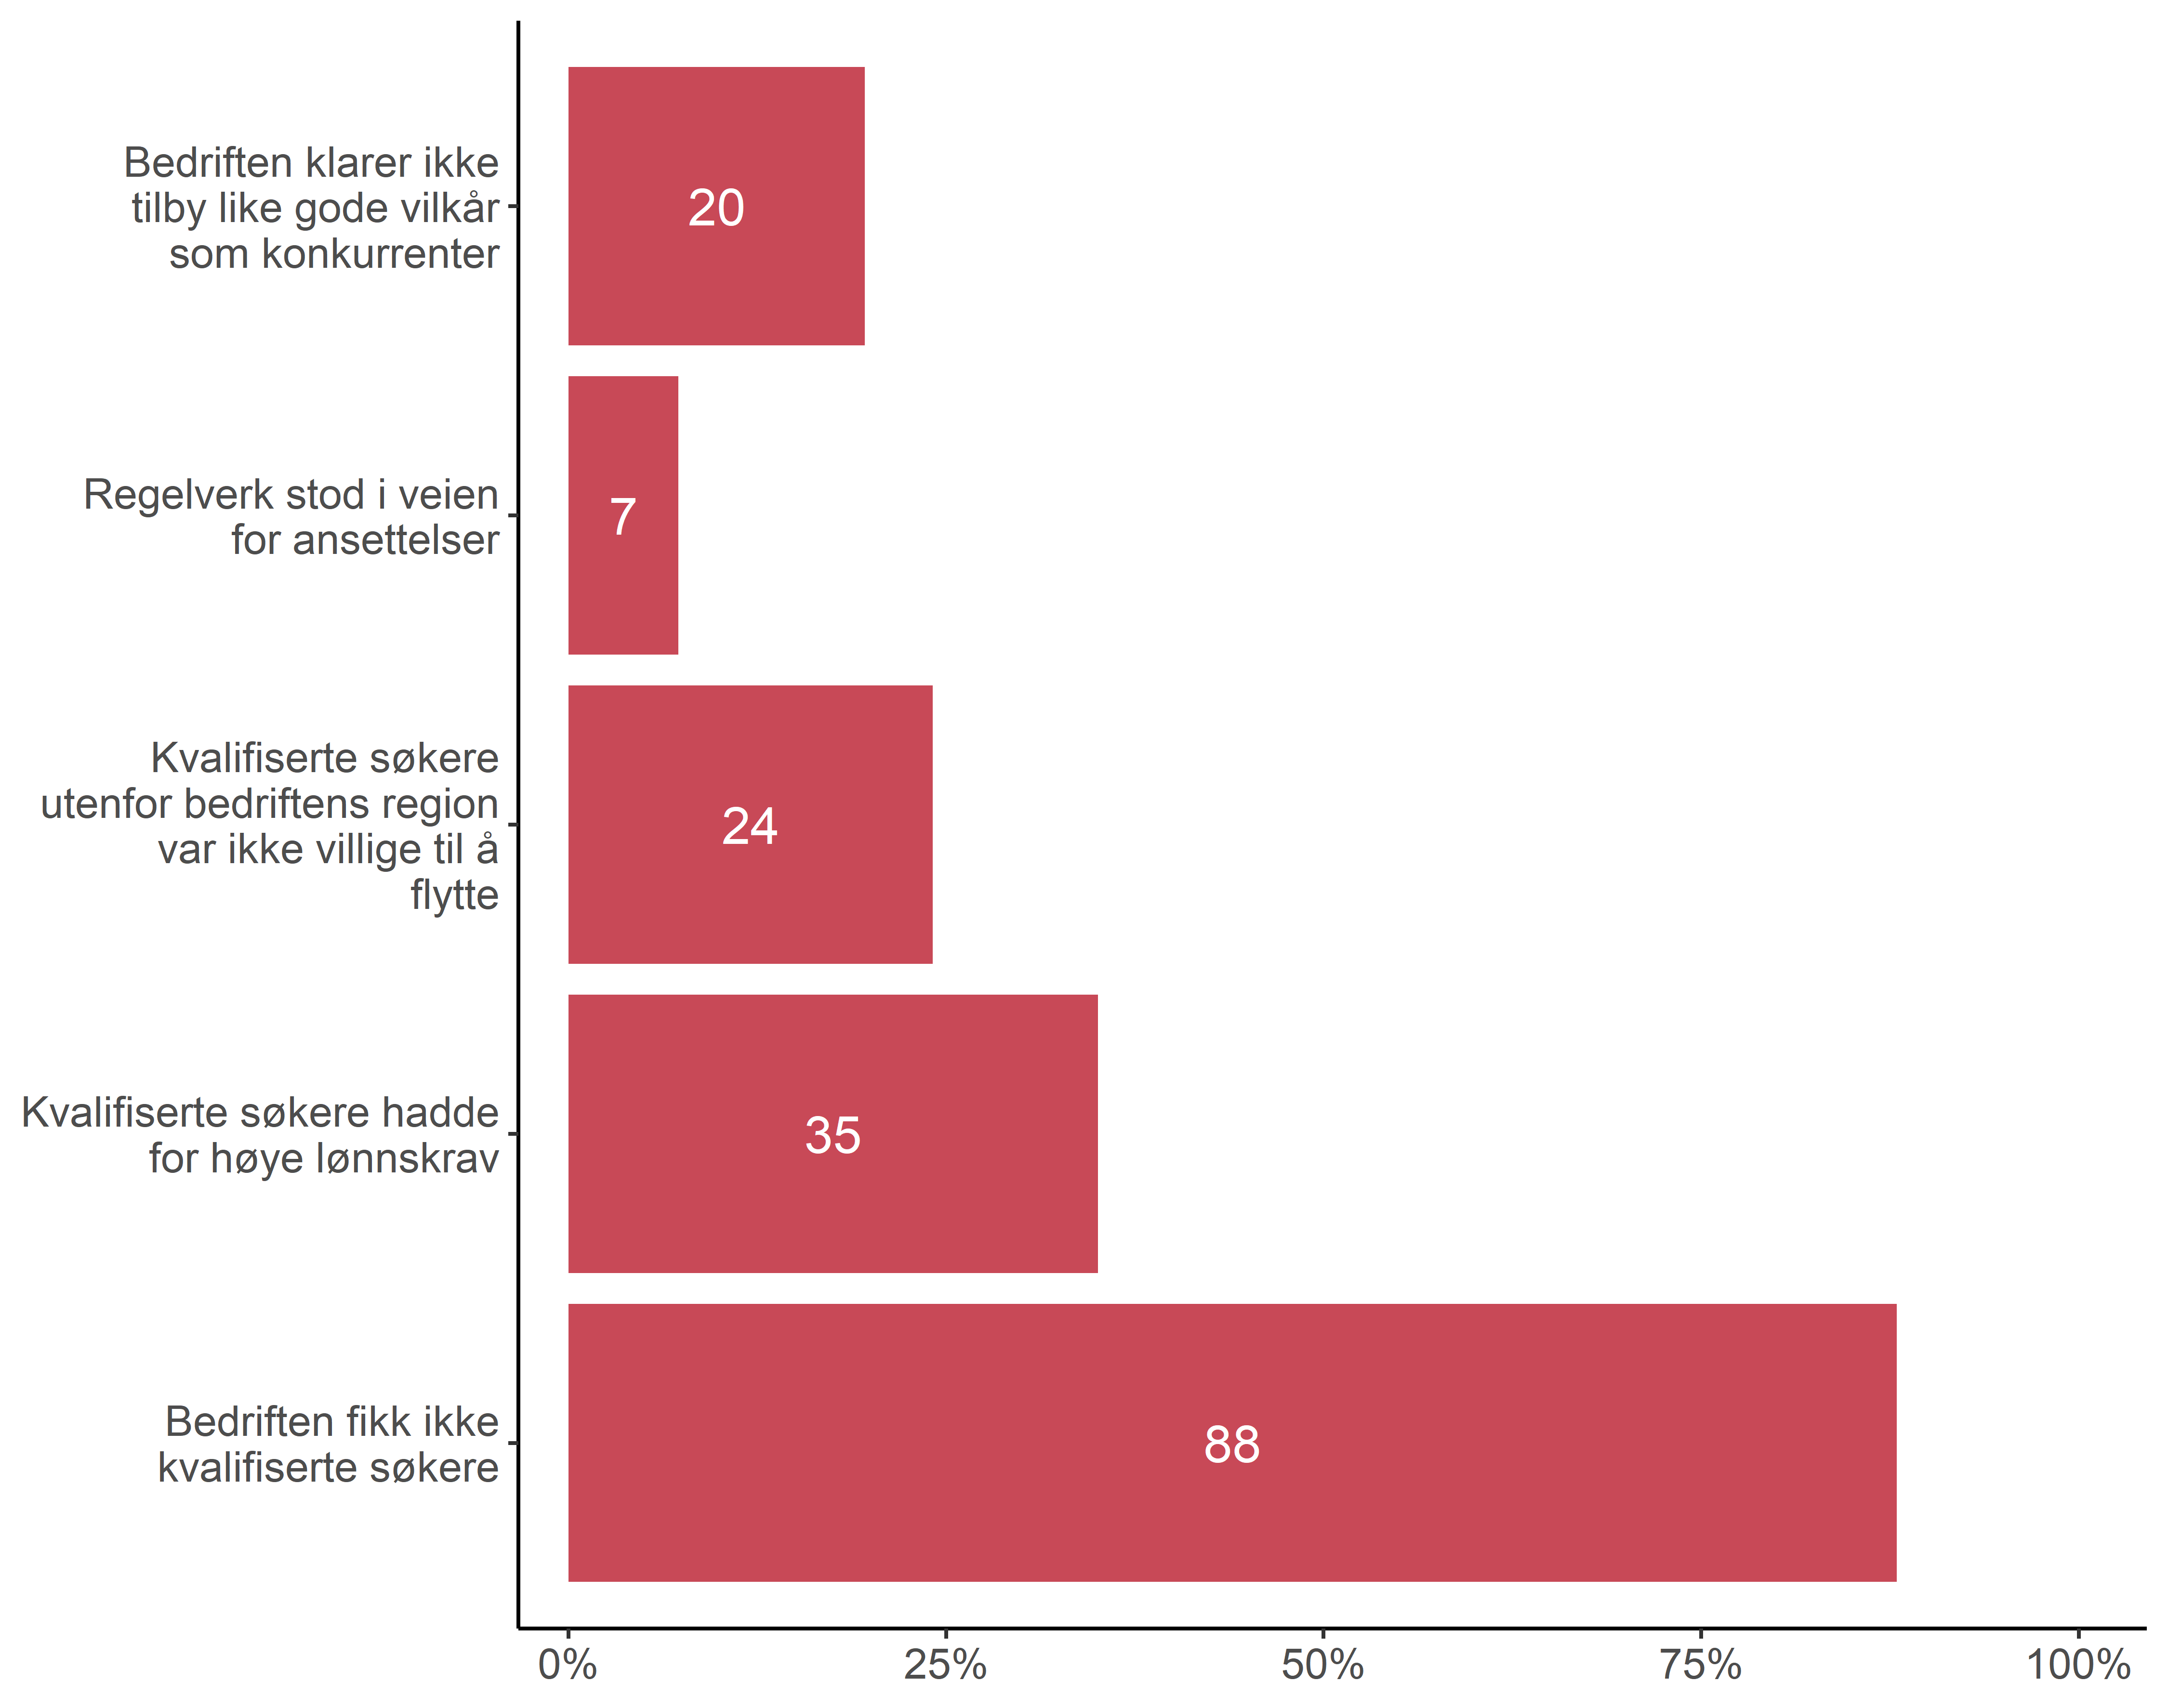 Bedriften klarer ikke
tilby like gode vilkår
som konkurrenter
20
Regelverk stod i veien
for ansettelser
7
Kvalifiserte søkere
utenfor bedriftens region
var ikke villige til å
flytte
24
Kvalifiserte søkere hadde
for høye lønnskrav
35
Bedriften fikk ikke
kvalifiserte søkere
88
0% 25% 50% 75% 100%